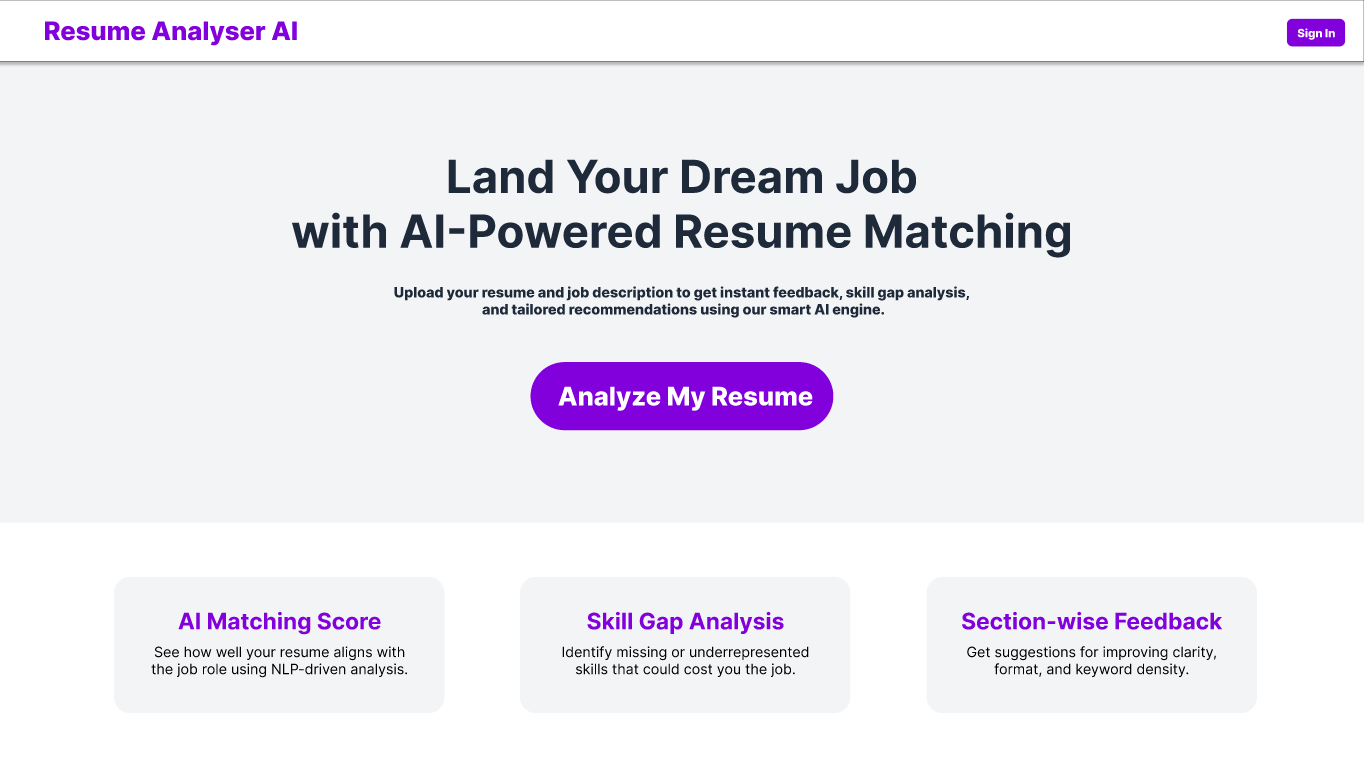 Resume Analyser AI
Sign In
Land Your Dream Job
with AI-Powered Resume Matching
Upload your resume and job description to get instant feedback, skill gap analysis,
and tailored recommendations using our smart AI engine.
Analyze My Resume
AI Matching Score
See how well your resume aligns with
the job role using NLP-driven analysis.
Skill Gap Analysis
Identify missing or underrepresented
skills that could cost you the job.
Section-wise Feedback
Get suggestions for improving clarity,
format, and keyword density.